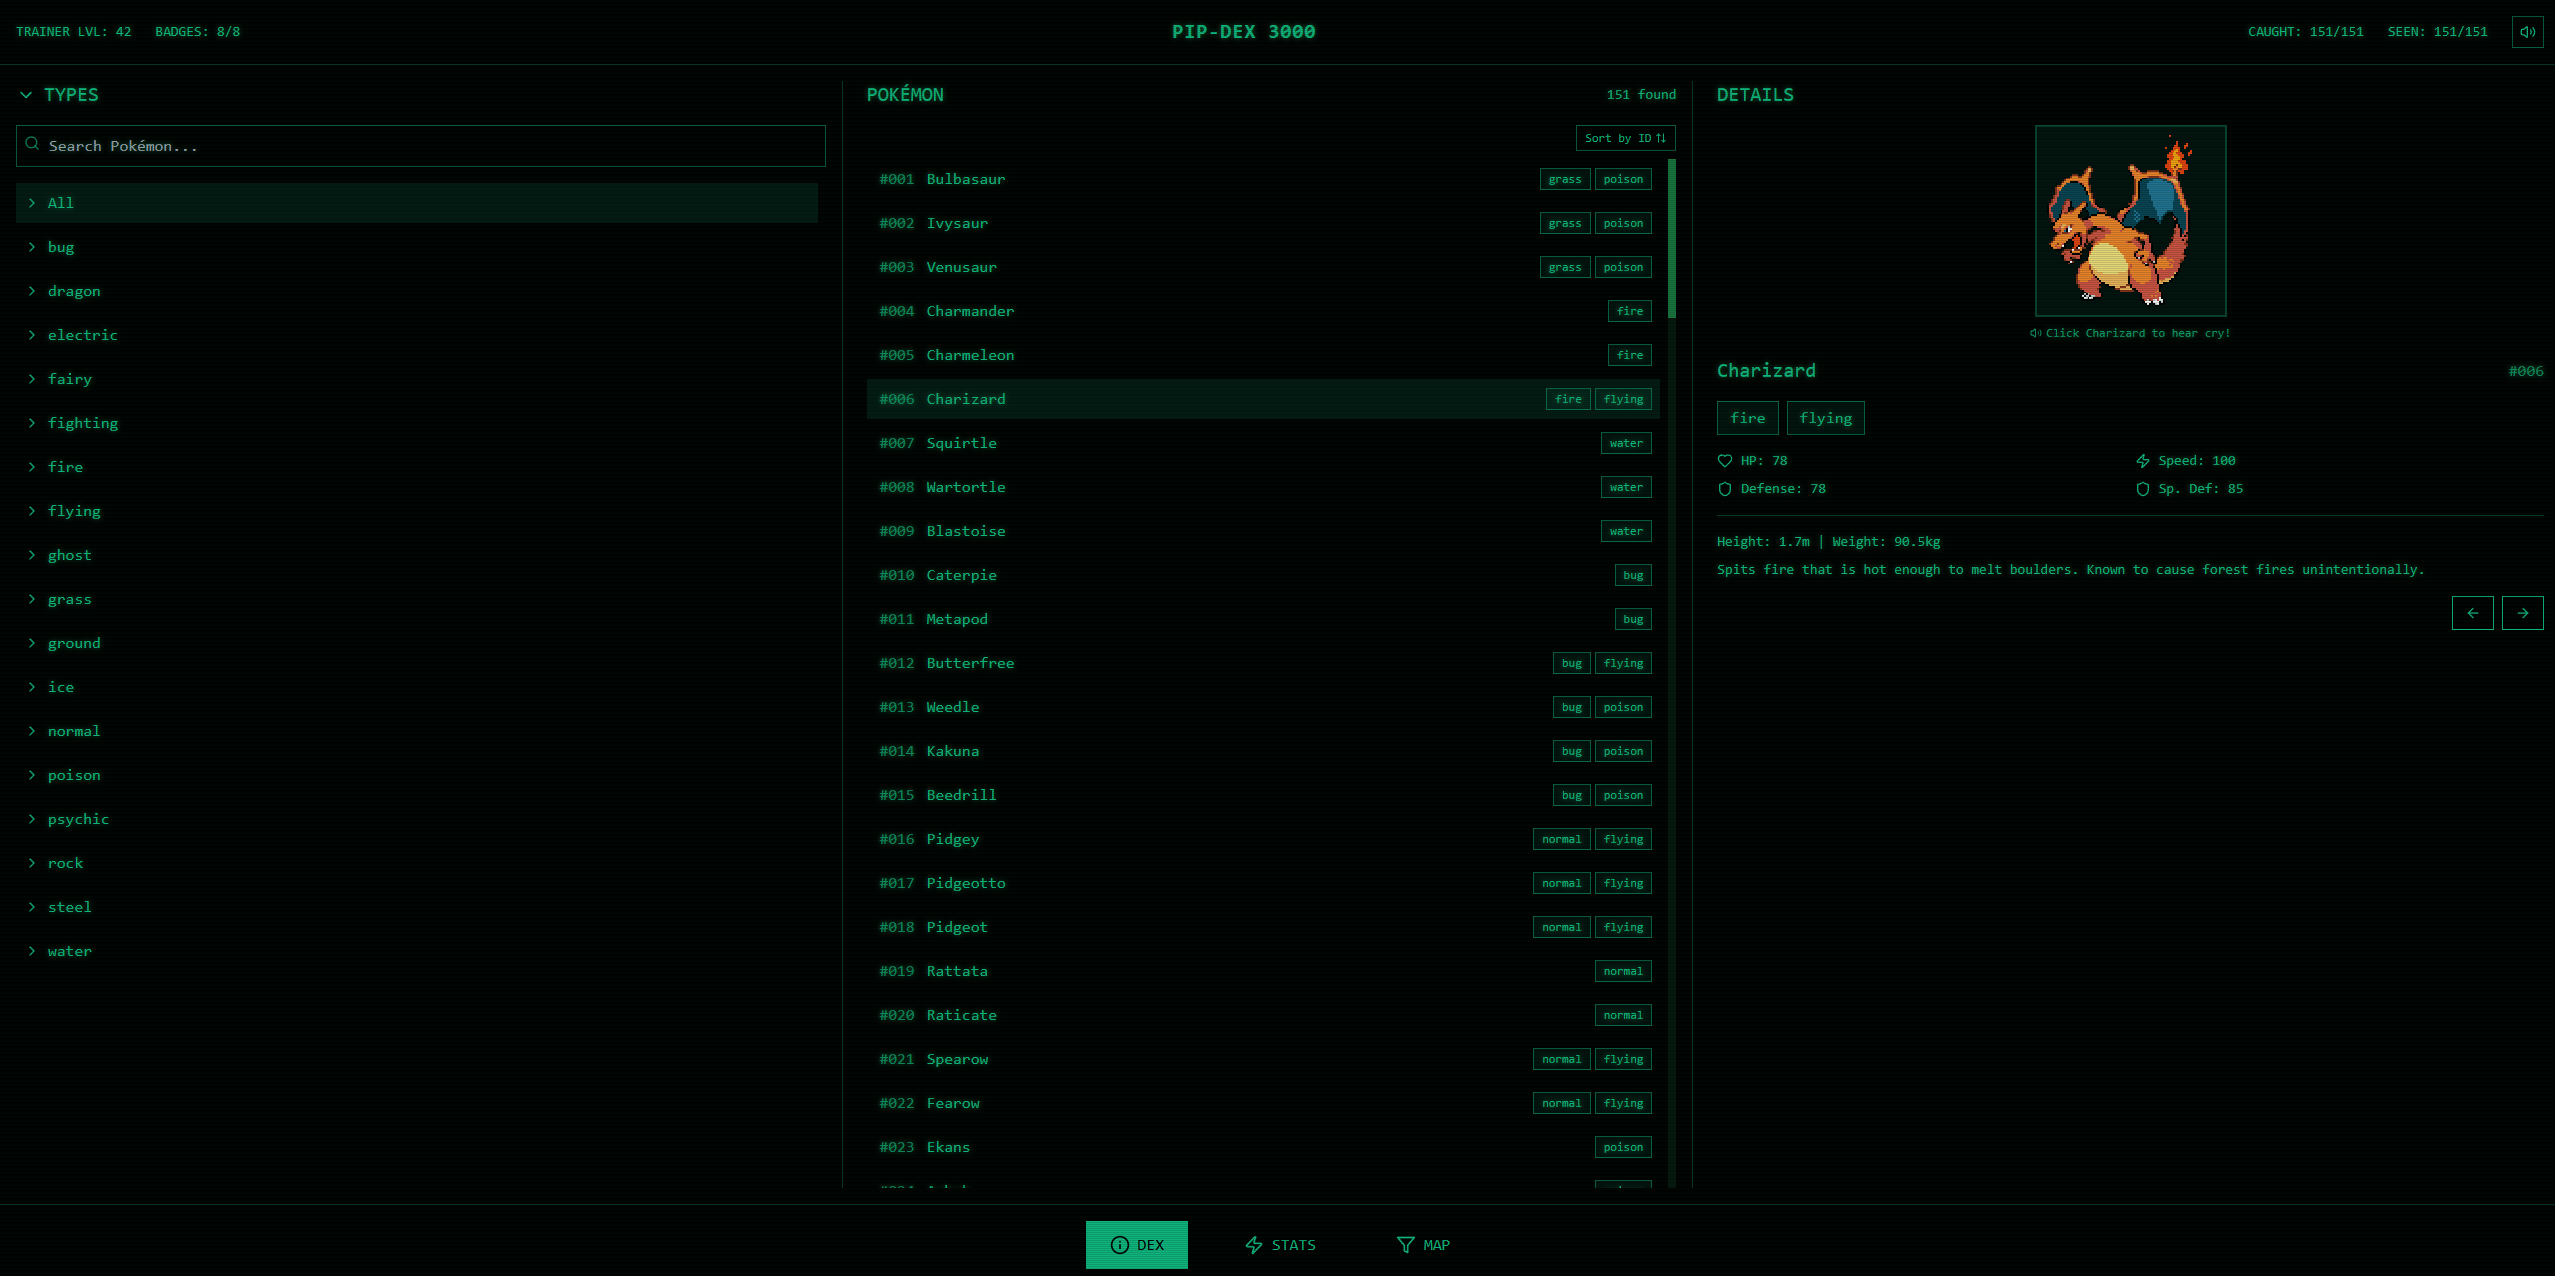 TRAINER LVL: 42 BADGES: 8/8 PIP-DEX 3000 CAUGHT: 151/151 SEEN: 151/151
TYPES
Search Pokémon...
All
bug
dragon
electric
fairy
fighting
fire
flying
ghost
grass
ground
ice
normal
poison
psychic
rock
steel
water
POKÉMON 151 found
Sort by ID
#001 Bulbasaur grass poison
#002 Ivysaur grass poison
#003 Venusaur grass poison
#004 Charmander fire
#005 Charmeleon fire
#006 Charizard fire flying
#007 Squirtle water
#008 Wartortle water
#009 Blastoise water
#010 Caterpie bug
#011 Metapod bug
#012 Butterfree bug flying
#013 Weedle bug poison
#014 Kakuna bug poison
#015 Beedrill bug poison
#016 Pidgey normal flying
#017 Pidgeotto normal flying
#018 Pidgeot normal flying
#019 Rattata normal
#020 Raticate normal
#021 Spearow normal flying
#022 Fearow normal flying
#023 Ekans poison
DETAILS
Click Charizard to hear cry!
Charizard #006
fire flying
HP: 78 Speed: 100
Defense: 78 Sp. Def: 85
Height: 1.7m | Weight: 90.5kg
Spits fire that is hot enough to melt boulders. Known to cause forest fires unintentionally.
DEX STATS MAP